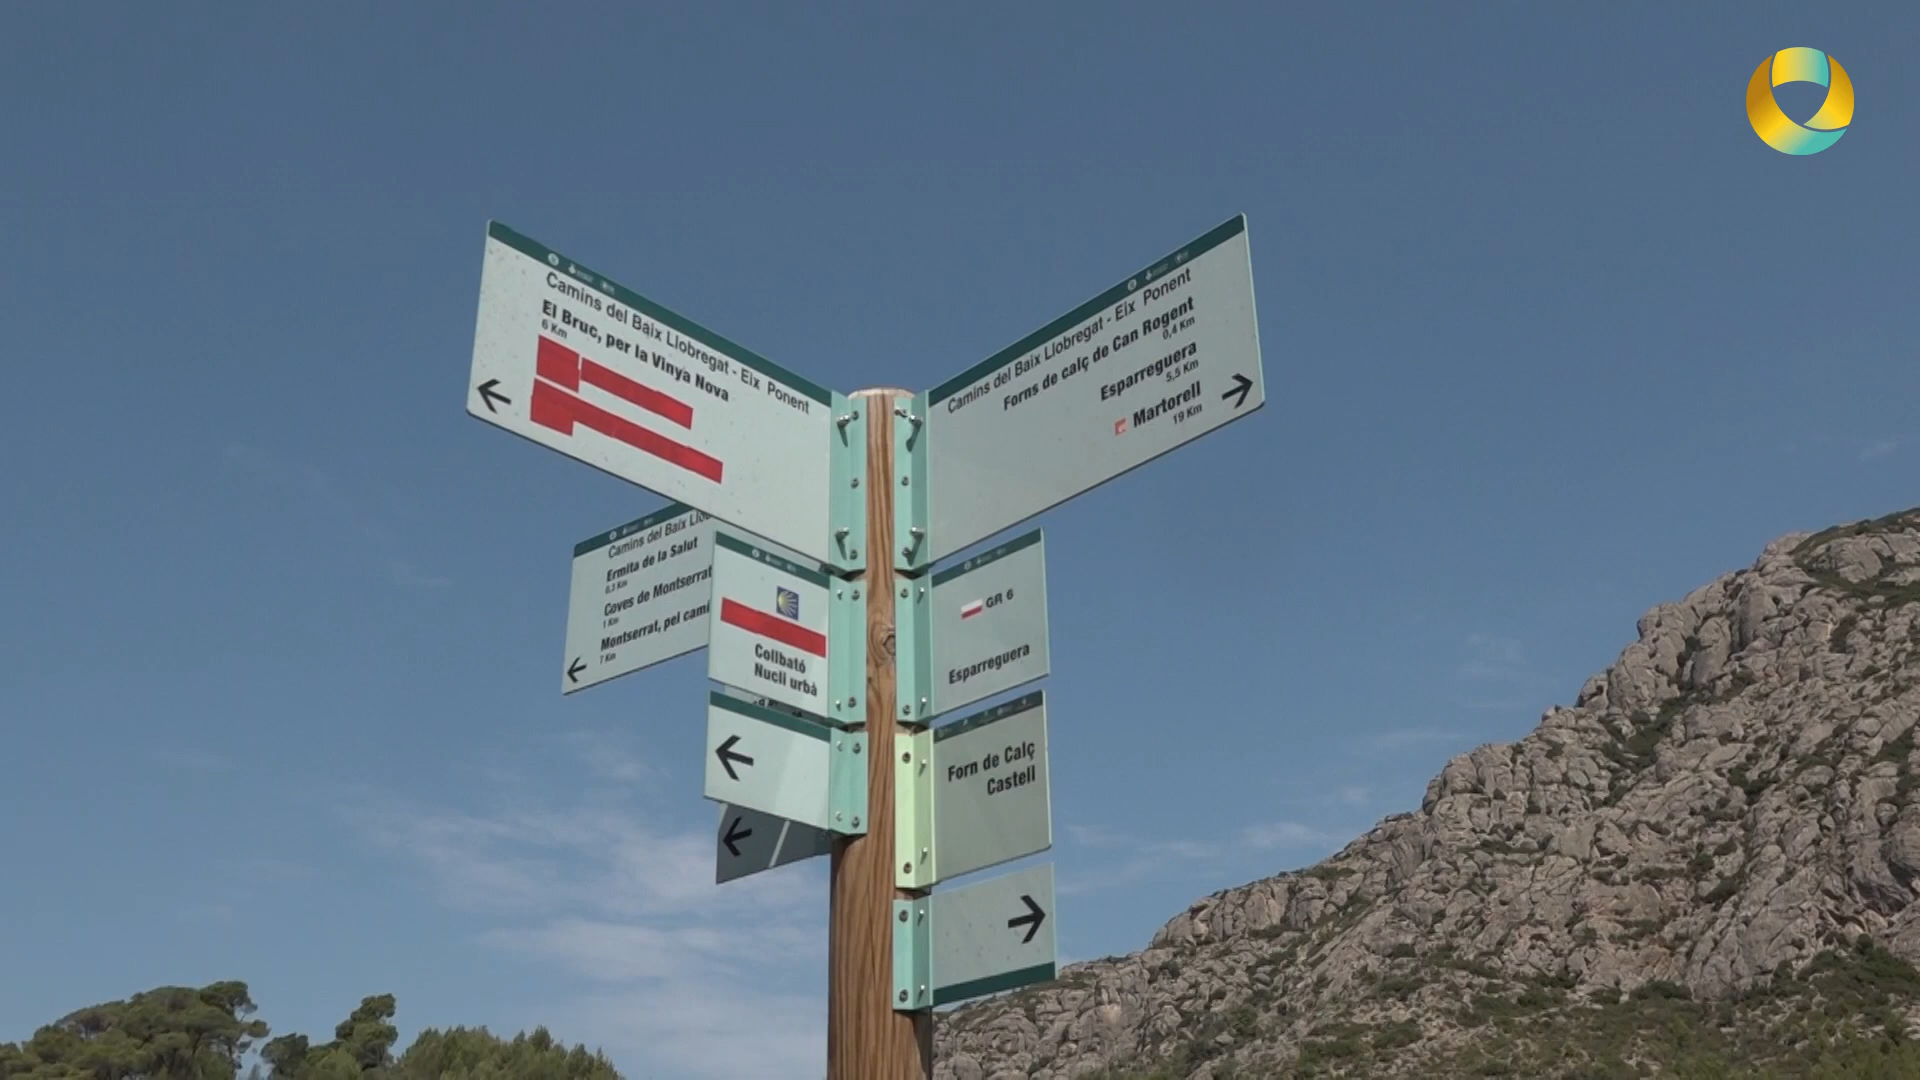 Camins del Baix Llobregat - Eix Ponent
El Bruc, per la Vinya Nova
6 Km
Camins del Baix Llobregat - Eix Ponent
Forns de calç de Can Rogent
0,4 Km
Esparreguera
5,5 Km
Martorell
19 Km
Camins del Baix
Ermita de la Salut
0,3 Km
Coves de Montserrat
1 Km
Montserrat, pel camí
7 Km
Collbató
Nucli urbà
GR 6
Esparreguera
Forn de Calç
Castell